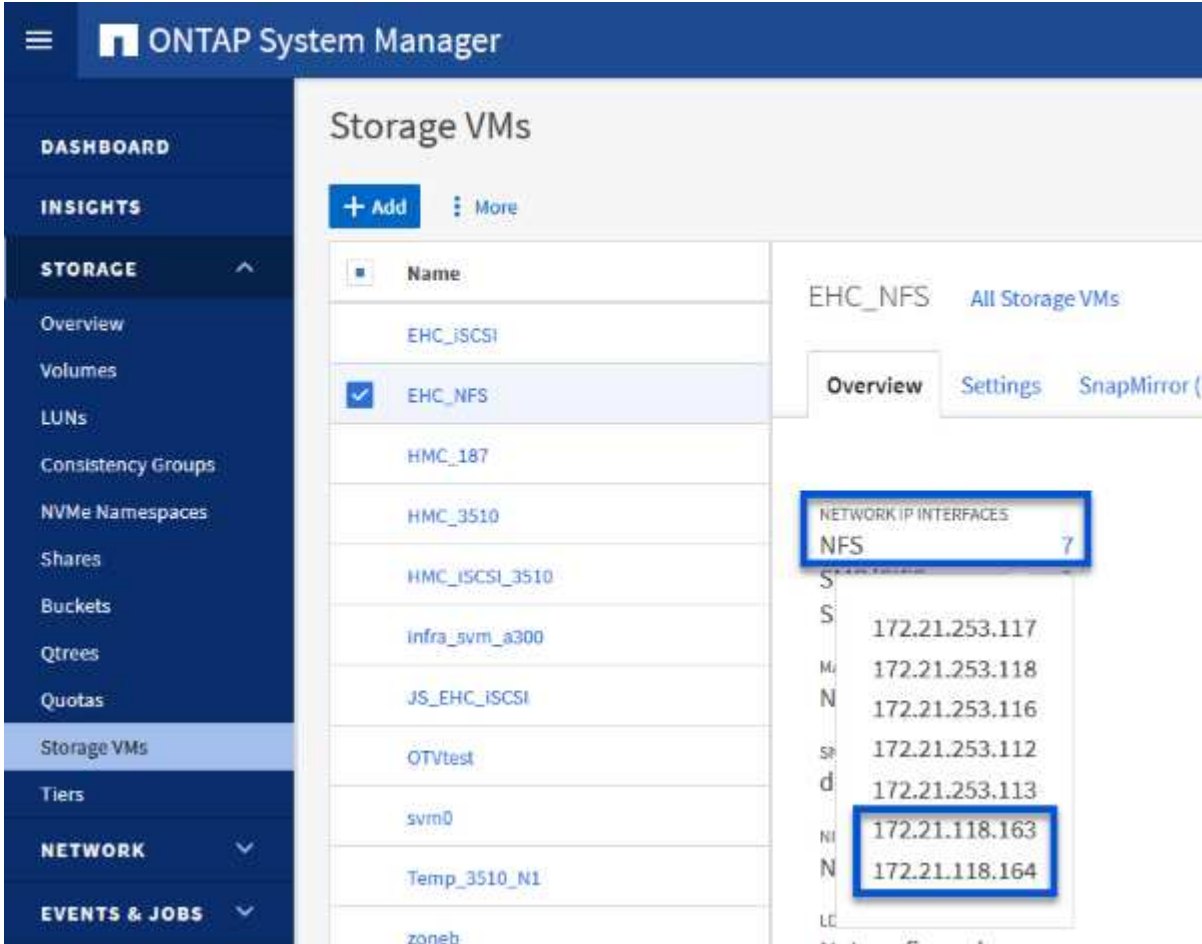 ONTAP System Manager
DASHBOARD
INSIGHTS
STORAGE
Overview
Volumes
LUNs
Consistency Groups
NVMe Namespaces
Shares
Buckets
Qtrees
Quotas
Storage VMs
Tiers
NETWORK
EVENTS & JOBS
Storage VMs
+ Add
More
Name
EHC_iSCSI
EHC_NFS
HMC_187
HMC_3510
HMC_iSCSI_3510
infra_svm_a300
JS_EHC_iSCSI
OTVtest
svm0
Temp_3510_N1
zoneb
EHC_NFS All Storage VMs
Overview Settings SnapMirror (
NETWORK IP INTERFACES
NFS 7
S
172.21.253.117
172.21.253.118
N
172.21.253.116
172.21.253.112
d
172.21.253.113
172.21.118.163
N
172.21.118.164